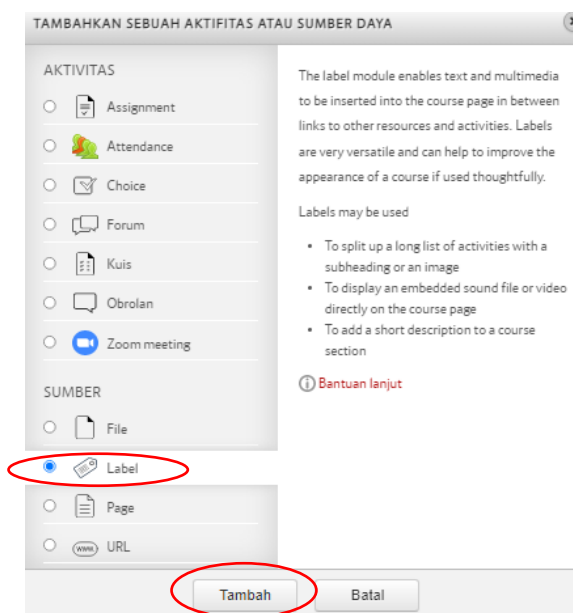 TAMBAHKAN SEBUAH AKTIFITAS ATAU SUMBER DAYA
AKTIVITAS
Assignment
Attendance
Choice
Forum
Kuis
Obrolan
Zoom meeting
SUMBER
File
Label
Page
WWW URL
The label module enables text and multimedia
to be inserted into the course page in between
links to other resources and activities. Labels
are very versatile and can help to improve the
appearance of a course if used thoughtfully.
Labels may be used
• To split up a long list of activities with a
subheading or an image
• To display an embedded sound file or video
directly on the course page
• To add a short description to a course
section
Bantuan lanjut
Tambah
Batal